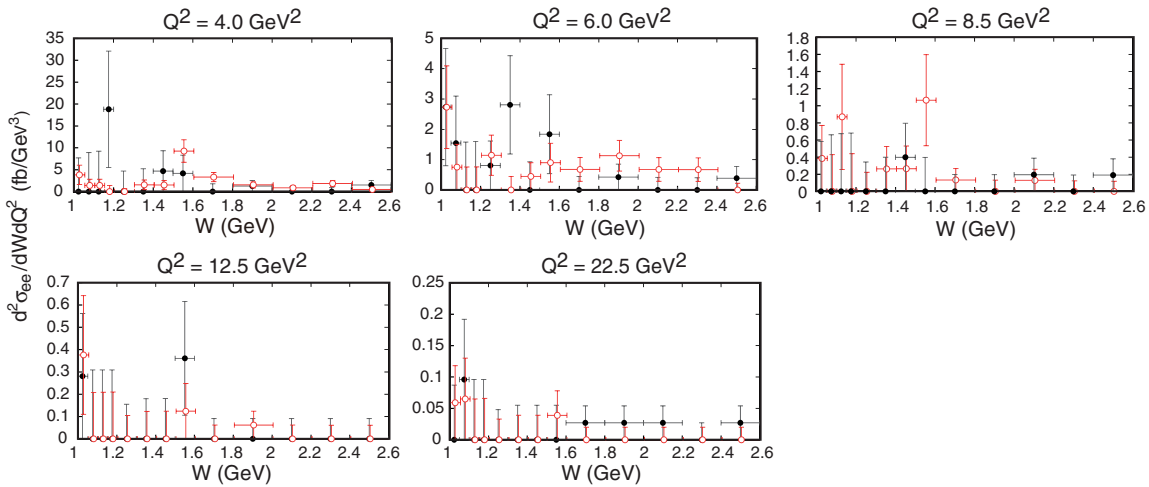 Q² = 4.0 GeV²
Q² = 6.0 GeV²
Q² = 8.5 GeV²
d²σee/dWdQ² (fb/GeV³)
35
30
25
20
15
10
5
0
1 1.2 1.4 1.6 1.8 2 2.2 2.4 2.6
W (GeV)
6
5
4
3
2
1
0
1 1.2 1.4 1.6 1.8 2 2.2 2.4 2.6
W (GeV)
1.8
1.6
1.4
1.2
1
0.8
0.6
0.4
0.2
0
1 1.2 1.4 1.6 1.8 2 2.2 2.4 2.6
W (GeV)
Q² = 12.5 GeV²
Q² = 22.5 GeV²
0.7
0.6
0.5
0.4
0.3
0.2
0.1
0
1 1.2 1.4 1.6 1.8 2 2.2 2.4 2.6
W (GeV)
0.25
0.2
0.15
0.1
0.05
0
1 1.2 1.4 1.6 1.8 2 2.2 2.4 2.6
W (GeV)